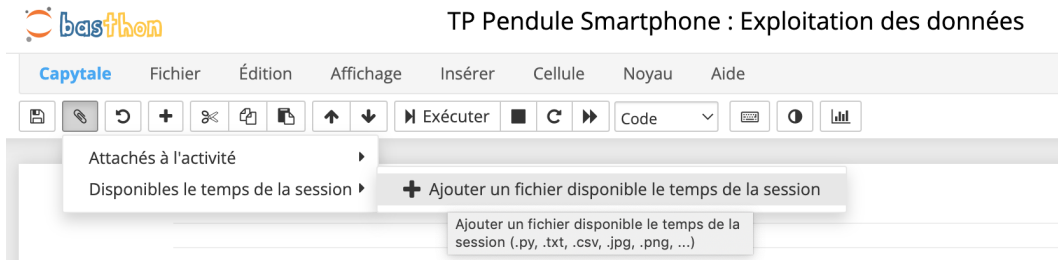 basthon
TP Pendule Smartphone : Exploitation des données
Capytale Fichier Édition Affichage Insérer Cellule Noyau Aide
Exécuter Code
Attachés à l'activité
Disponibles le temps de la session
Ajouter un fichier disponible le temps de la session
Ajouter un fichier disponible le temps de la
session (.py, .txt, .csv, .jpg, .png, ...)